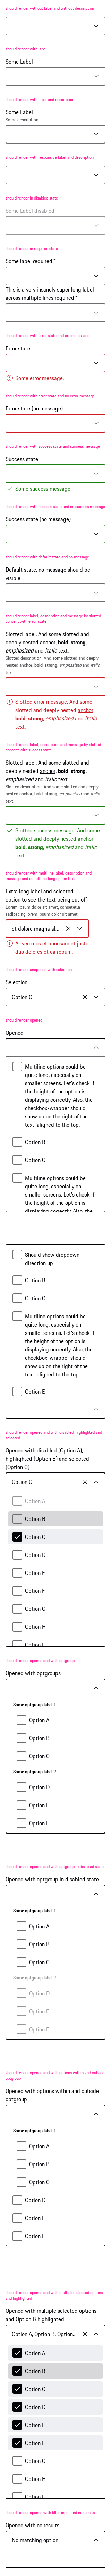 should render without label and without description
should render with label
Some Label
should render with label and description
Some Label
Some description
should render with responsive label and description
should render in disabled state
Some Label disabled
should render in required state
Some label required *
This is a very insanely super long label
across multiple lines required *
should render with error state and error message
Error state
Some error message.
should render with error state and no error message
Error state (no message)
should render with success state and success message
Success state
Some success message.
should render with success state and no success message
Success state (no message)
should render with default state and no message
Default state, no message should be
visible
should render label, description and message by slotted
content with error state
Slotted label. And some slotted and
deeply nested anchor, bold, strong,
emphasized and italic text.
Slotted description. And some slotted and deeply
nested anchor, bold, strong, emphasized and italic
text.
Slotted error message. And some
slotted and deeply nested anchor,
bold, strong, emphasized and italic
text.
should render label, description and message by slotted
content with success state
Slotted label. And some slotted and
deeply nested anchor, bold, strong,
emphasized and italic text.
Slotted description. And some slotted and deeply
nested anchor, bold, strong, emphasized and italic
text
Slotted success message. And some
slotted and deeply nested anchor,
bold, strong, emphasized and italic
text.
should render with multiline label, description and
message and cut off too long option text
Extra long label and selected
option to see the text being cut off
Lorem ipsum dolor sit amet, consetetur
sadipscing lorem ipsum dolor sit amet
et dolore magna al...
At vero eos et accusam et justo
duo dolores et ea rebum.
should render unopened with selection
Selection
Option C
should render opened
Opened
Multiline options could be
quite long, especially on
smaller screens. Let's check if
the height of the option is
displaying correctly. Also, the
checkbox-wrapper should
show up on the right of the
text, aligned to the top.
Option B
Option C
Multiline options could be
quite long, especially on
smaller screens. Let's check if
the height of the option is
displaying correctly. Also, the
Should show dropdown
direction up
Option B
Option C
Multiline options could be
quite long, especially on
smaller screens. Let's check if
the height of the option is
displaying correctly. Also, the
checkbox-wrapper should
show up on the right of the
text, aligned to the top.
Option E
should render opened and with disabled, highlighted and
selected
Opened with disabled (Option A),
highlighted (Option B) and selected
(Option C)
Option C
Option A
Option B
Option C
Option D
Option E
Option F
Option G
Option H
Option I
should render opened and with optgroups
Opened with optgroups
Some optgroup label 1
Option A
Option B
Option C
Some optgroup label 2
Option D
Option E
Option F
should render opened and with optgroup in disabled state
Opened with optgroup in disabled state
Some optgroup label 1
Option A
Option B
Option C
Some optgroup label 2
Option D
Option E
Option F
should render opened and with options within and outside
optgroup
Opened with options within and outside
optgroup
Some optgroup label 1
Option A
Option B
Option C
Option D
Option E
Option F
should render opened and with multiple selected options
and highlighted
Opened with multiple selected options
and Option B highlighted
Option A, Option B, Option...
Option A
Option B
Option C
Option D
Option E
Option F
Option G
Option H
Option I
should render opened with filter input and no results
Opened with no results
No matching option
---